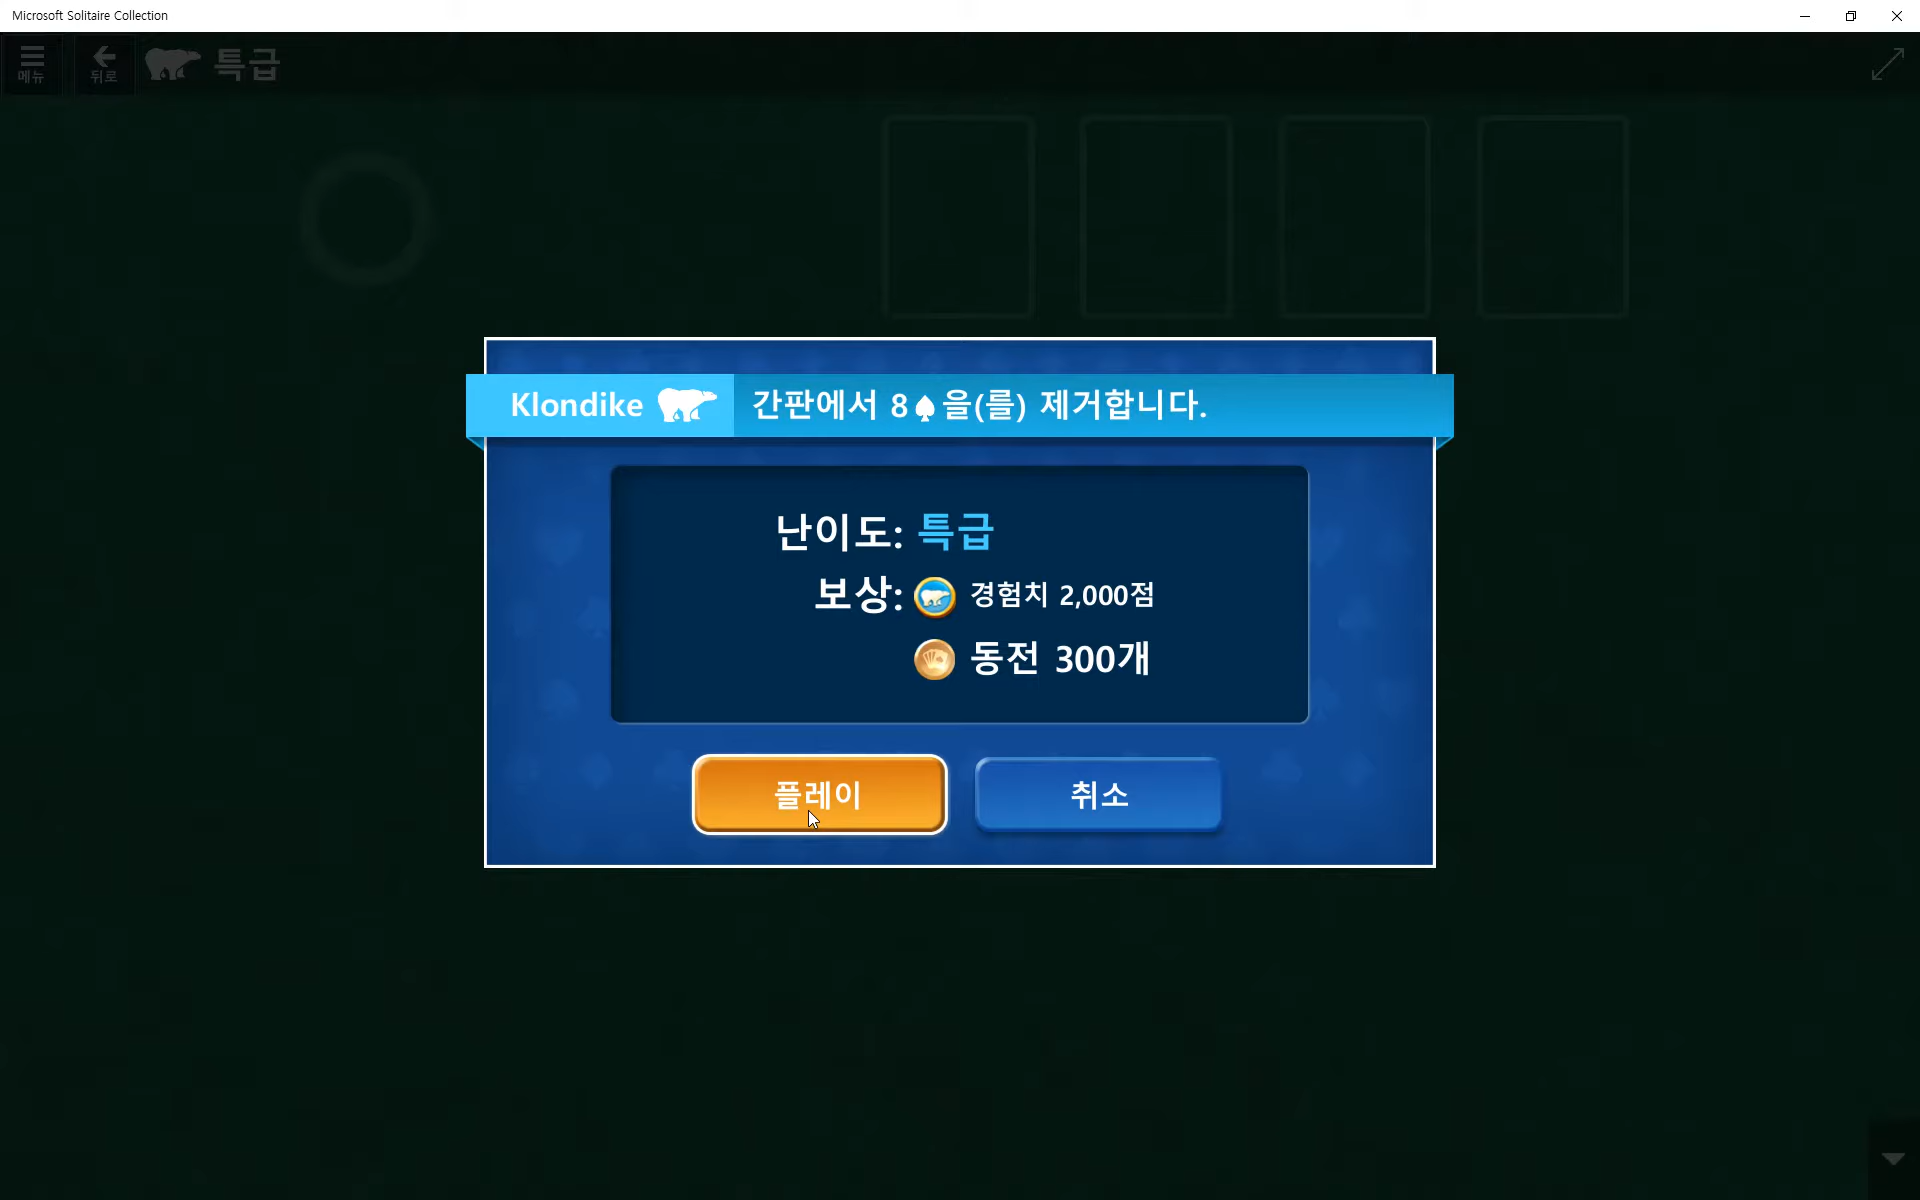 Microsoft Solitaire Collection
메뉴
뒤로
특급
Klondike
간판에서 8♠을(를) 제거합니다.
난이도: 특급
보상: 경험치 2,000점
동전 300개
플레이
취소